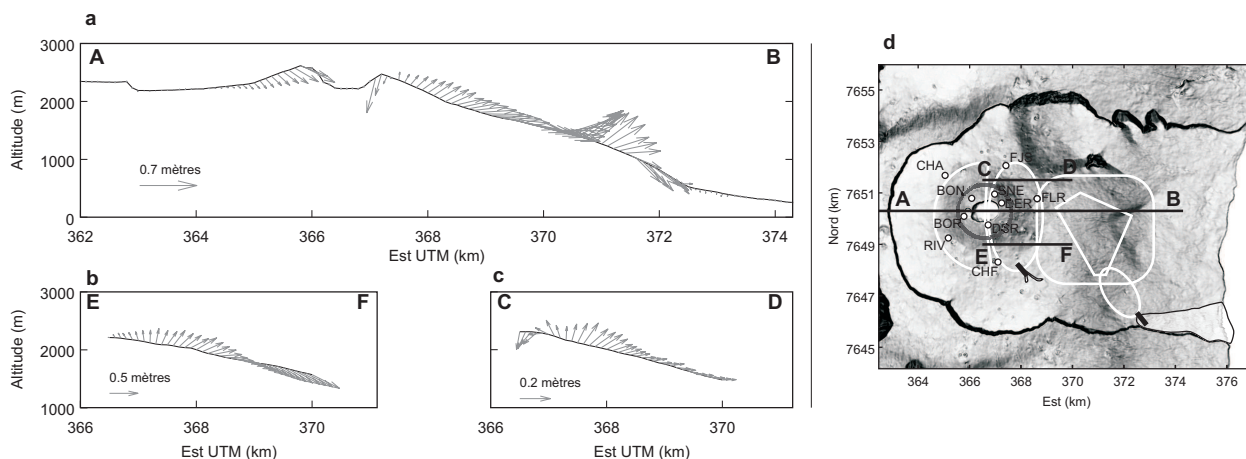 a
A
B
3000
2000
1000
0
Altitude (m)
0.7 mètres
362 364 366 368 370 372 374
Est UTM (km)
b
E
F
3000
2000
1000
Altitude (m)
0.5 mètres
366 368 370
Est UTM (km)
c
C
D
0.2 mètres
366 368 370
Est UTM (km)
d
7655
7653
7651
7649
7647
7645
Nord (km)
CHA
FJS
C
D
BON
SNE
DER
FLR
A
B
BOR
DSR
RIV
E
F
CHF
364 366 368 370 372 374 376
Est (km)